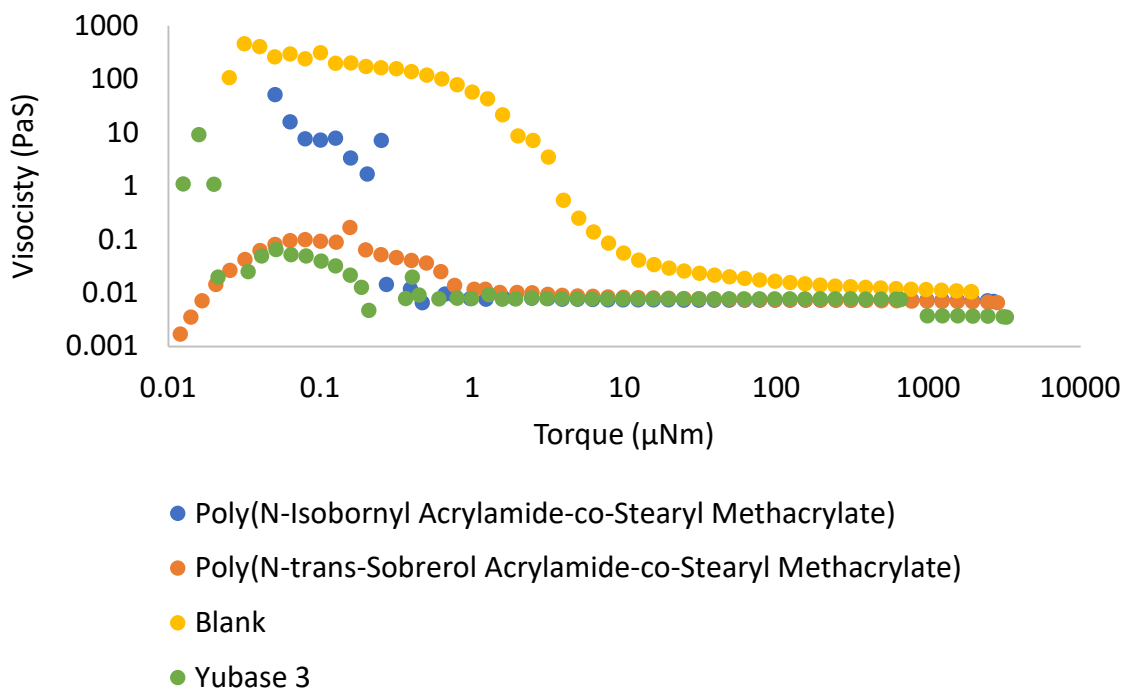 1000
100
10
1
0.1
0.01
0.001
Visocisty (PaS)
0.01 0.1 1 10 100 1000 10000
Torque (μNm)
Poly(N-Isobornyl Acrylamide-co-Stearyl Methacrylate)
Poly(N-trans-Sobrerol Acrylamide-co-Stearyl Methacrylate)
Blank
Yubase 3